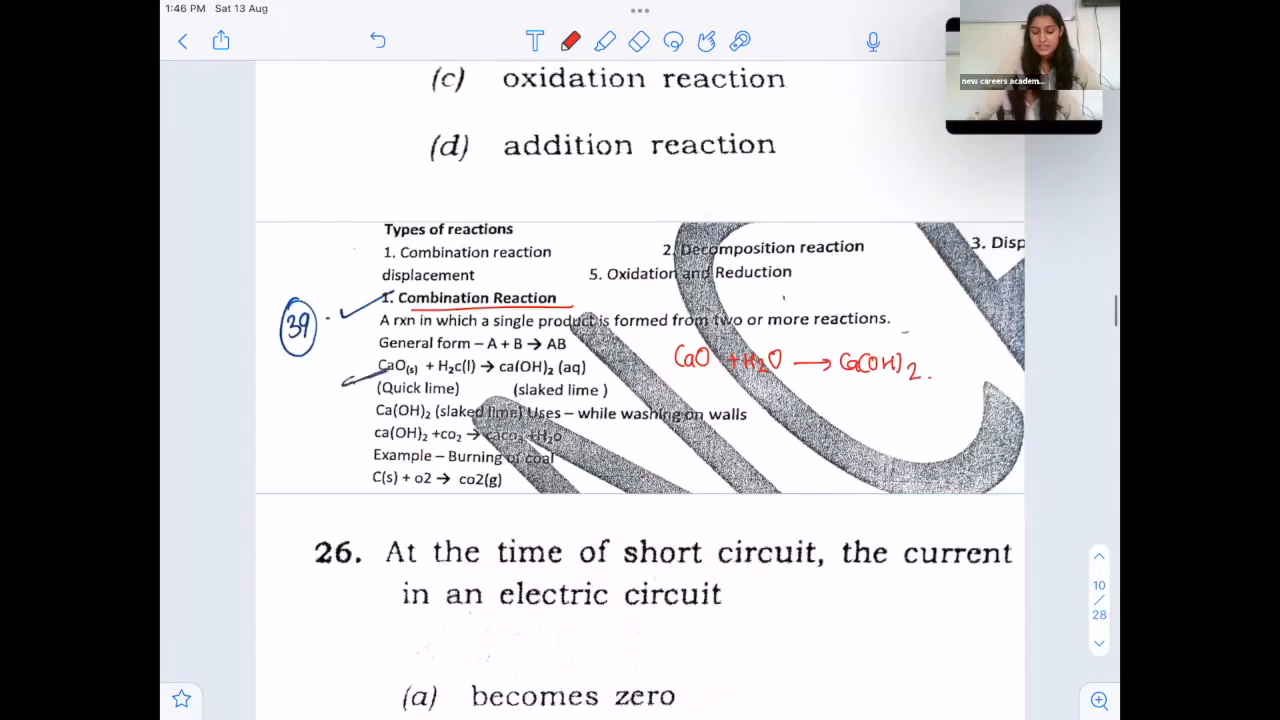 1:46 PM Sat 13 Aug
new careers academ...
(c) oxidation reaction
(d) addition reaction
Types of reactions
1. Combination reaction 2. Decomposition reaction 3. Disp
displacement 5. Oxidation and Reduction
1. Combination Reaction
39
A rxn in which a single product is formed from two or more reactions.
General form – A + B → AB
CaO + H₂O → Ca(OH)₂.
CaO₍ₛ₎ + H₂c(l) → ca(OH)₂ (aq)
(Quick lime) (slaked lime )
Ca(OH)₂ (slaked lime) Uses – while washing on walls
ca(OH)₂ +co₂ → caco₃ +H₂o
Example – Burning of coal
C(s) + o2 → co2(g)
26. At the time of short circuit, the current
in an electric circuit
(a) becomes zero
10
/
28